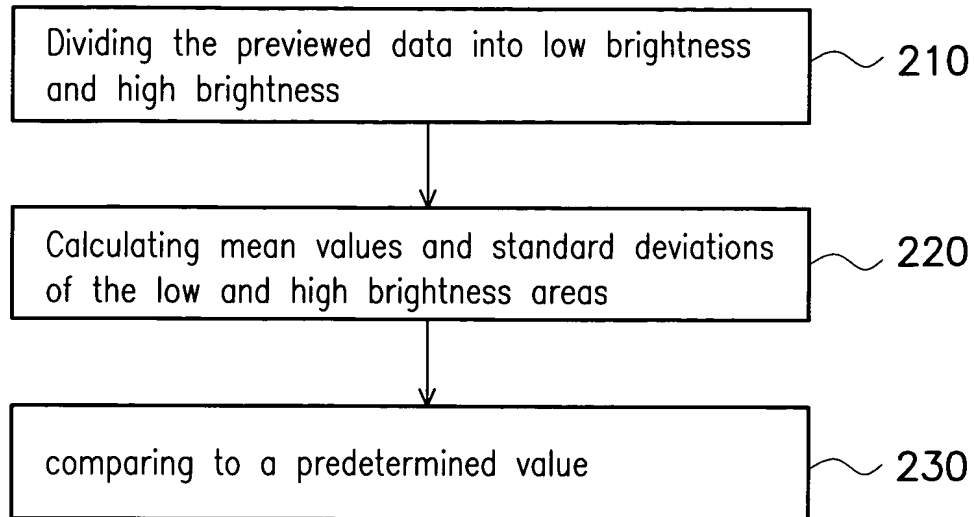 Dividing the previewed data into low brightness
and high brightness
210
Calculating mean values and standard deviations
of the low and high brightness areas
220
comparing to a predetermined value
230